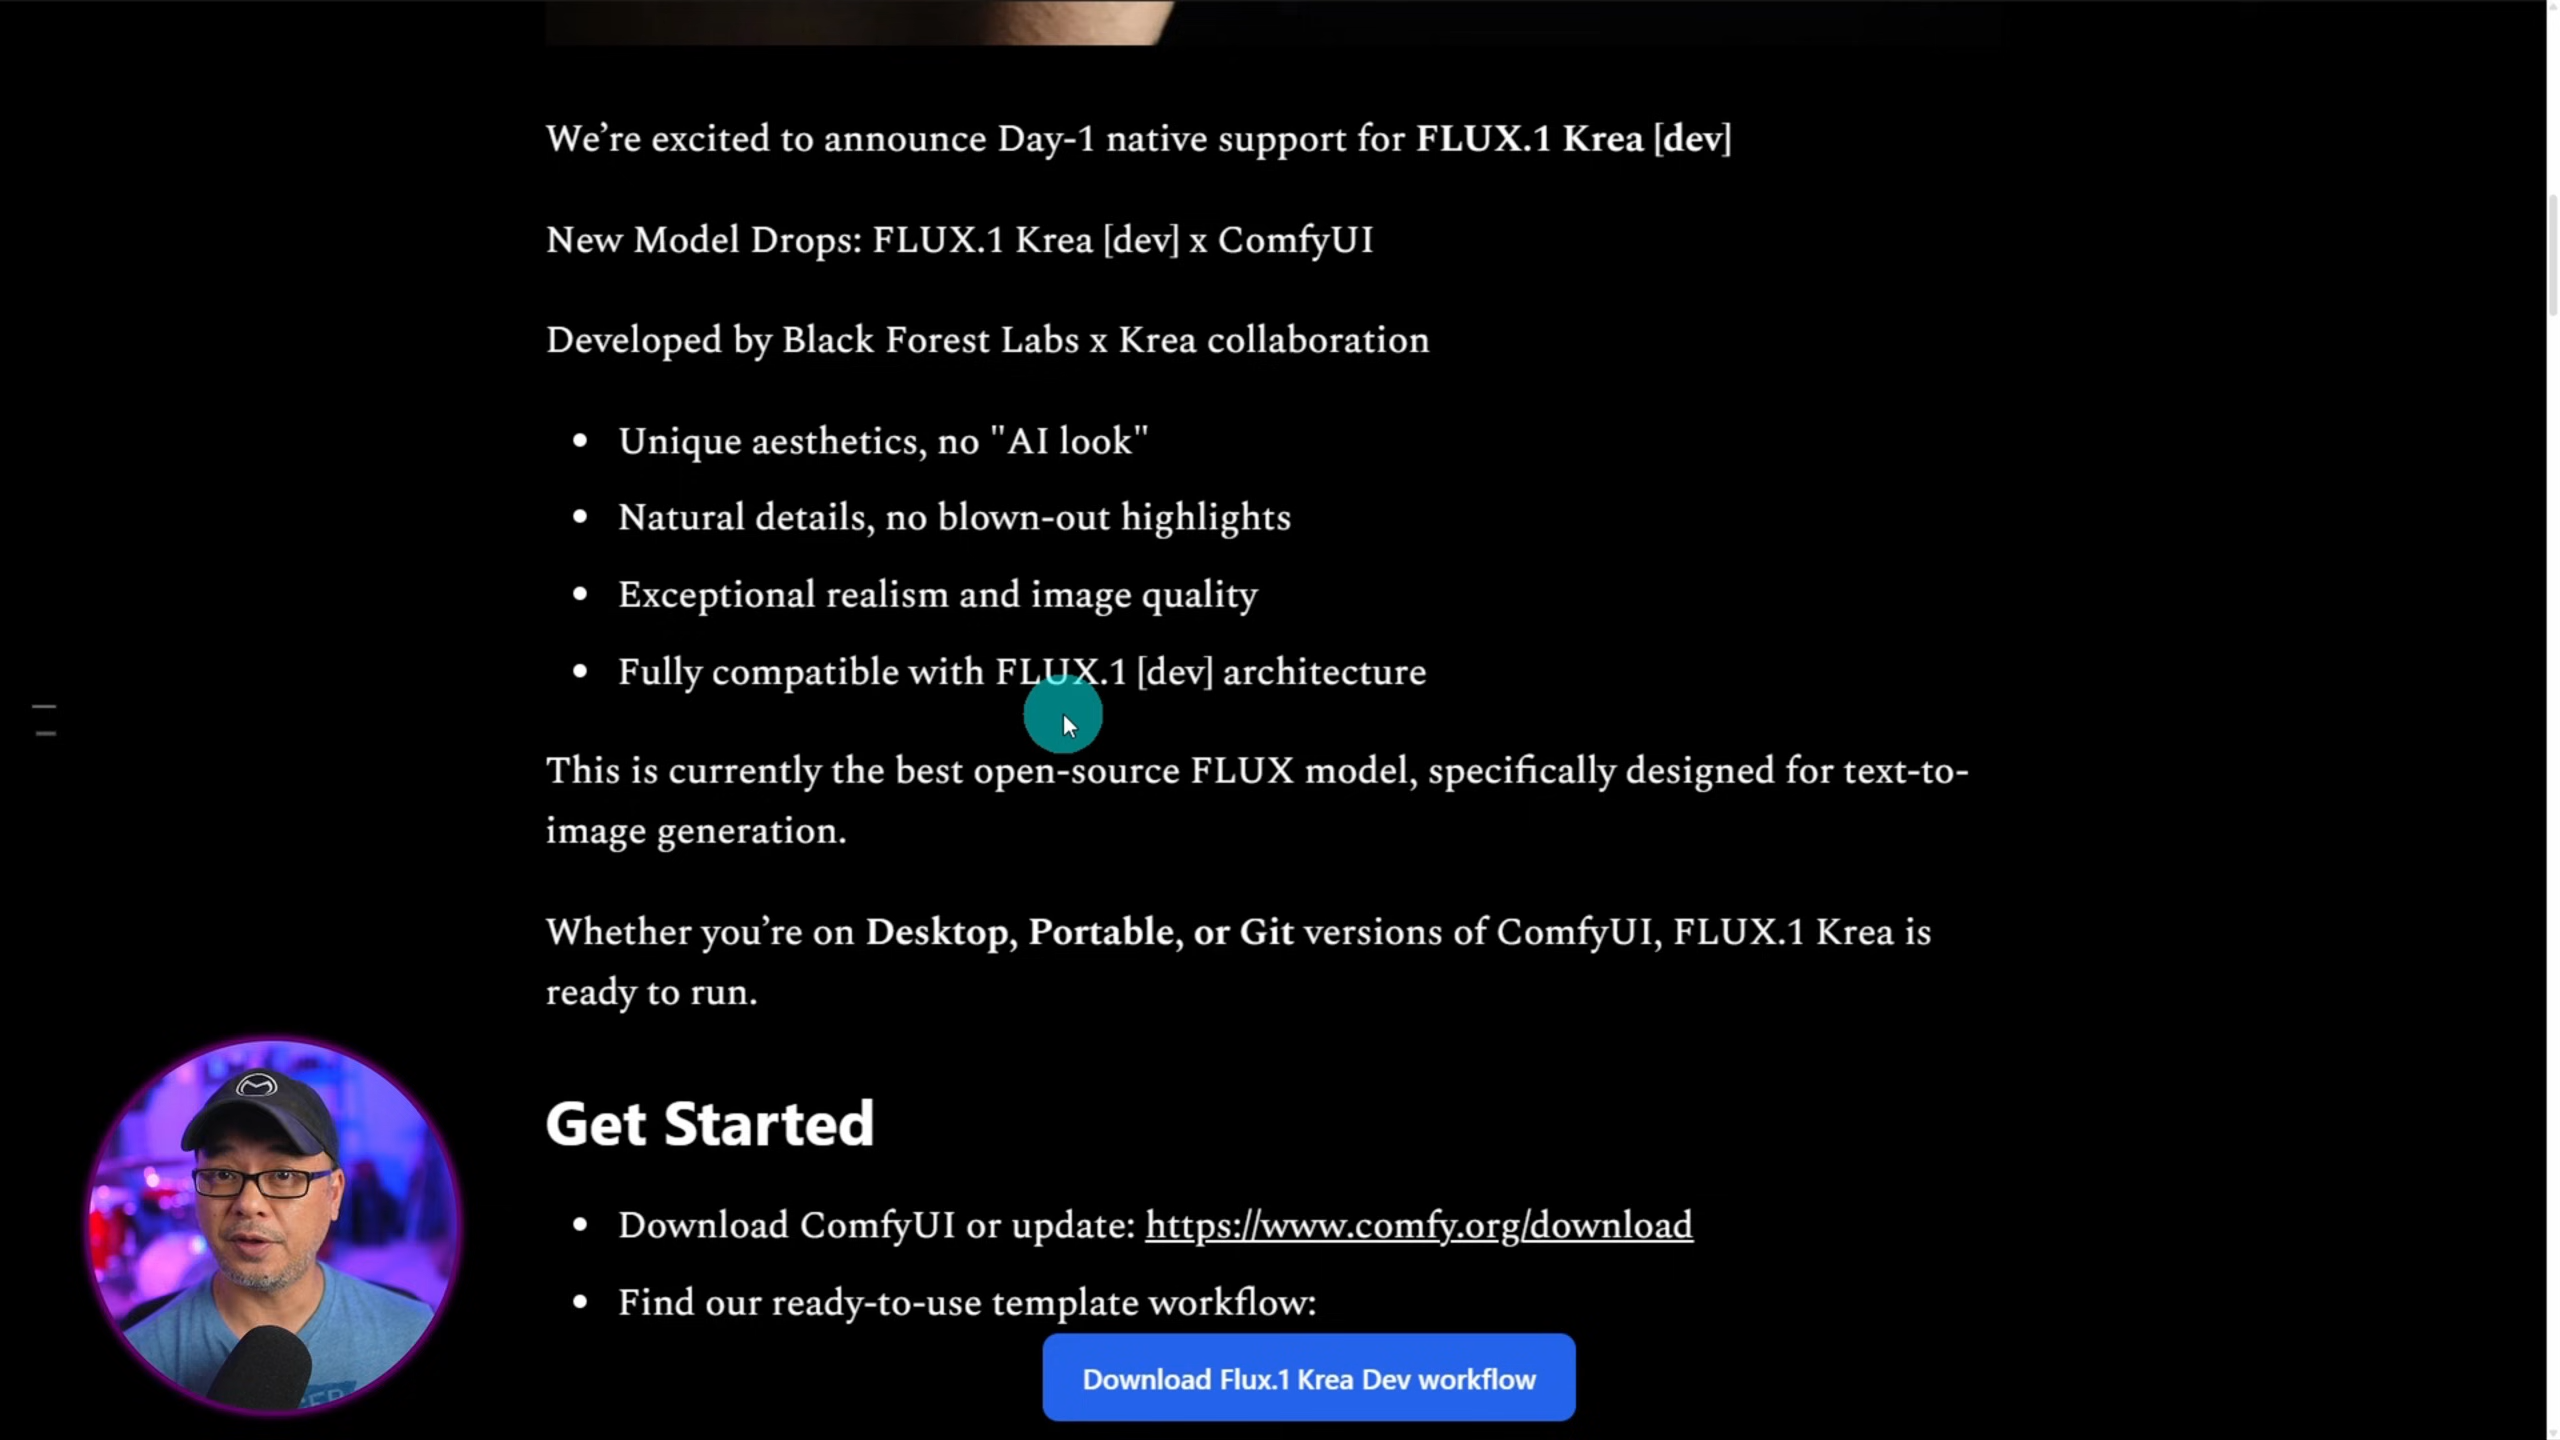 We’re excited to announce Day-1 native support for FLUX.1 Krea [dev]
New Model Drops: FLUX.1 Krea [dev] x ComfyUI
Developed by Black Forest Labs x Krea collaboration
• Unique aesthetics, no "AI look"
• Natural details, no blown-out highlights
• Exceptional realism and image quality
• Fully compatible with FLUX.1 [dev] architecture
This is currently the best open-source FLUX model, specifically designed for text-to-
image generation.
Whether you’re on Desktop, Portable, or Git versions of ComfyUI, FLUX.1 Krea is
ready to run.
Get Started
• Download ComfyUI or update: https://www.comfy.org/download
• Find our ready-to-use template workflow:
Download Flux.1 Krea Dev workflow